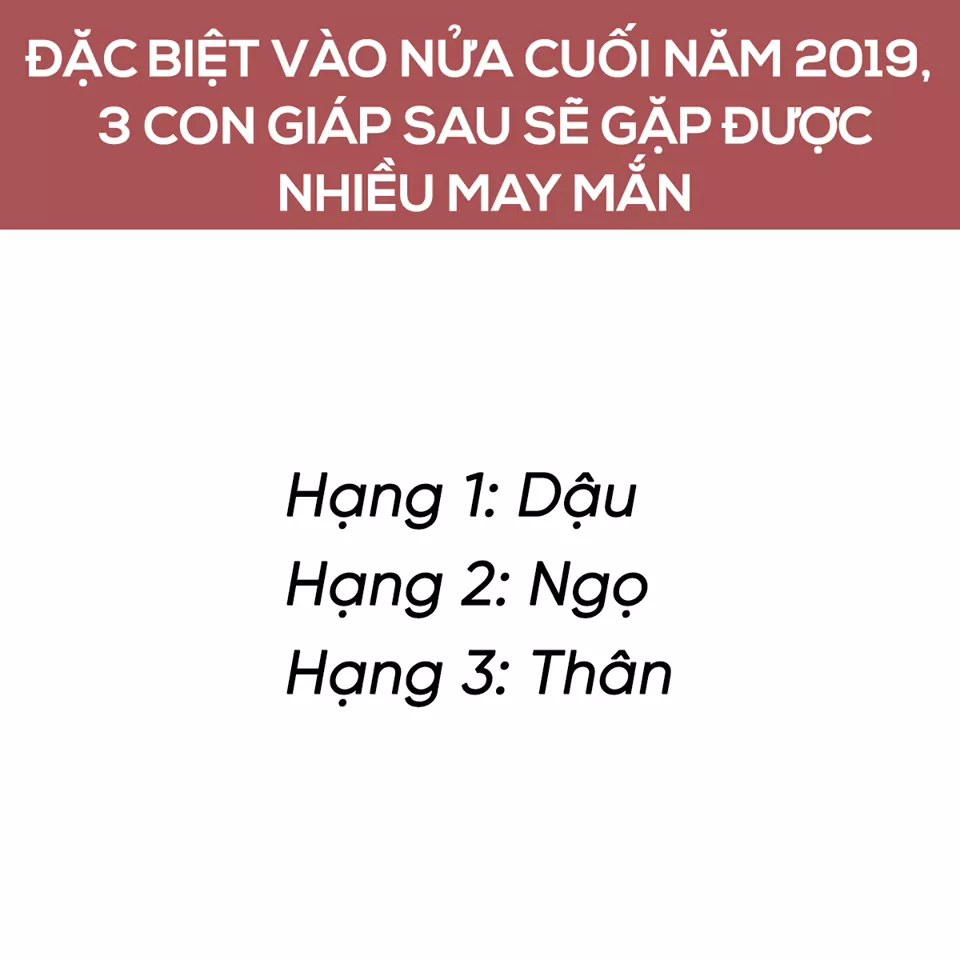 ĐẶC BIỆT VÀO NỬA CUỐI NĂM 2019,
3 CON GIÁP SAU SẼ GẶP ĐƯỢC
NHIỀU MAY MẮN
Hạng 1: Dậu
Hạng 2: Ngọ
Hạng 3: Thân